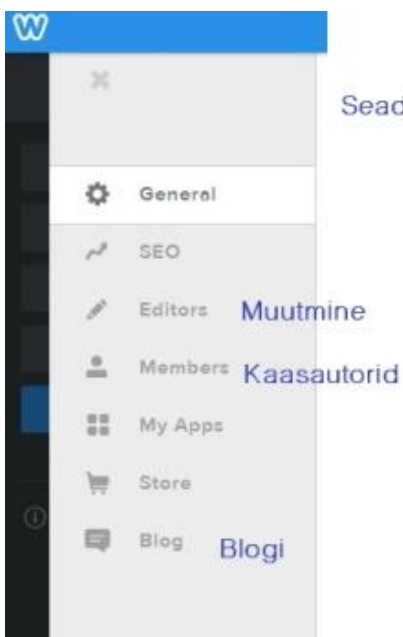 Sead
General
SEO
Editors Muutmine
Members Kaasautorid
My Apps
Store
Blog Blogi